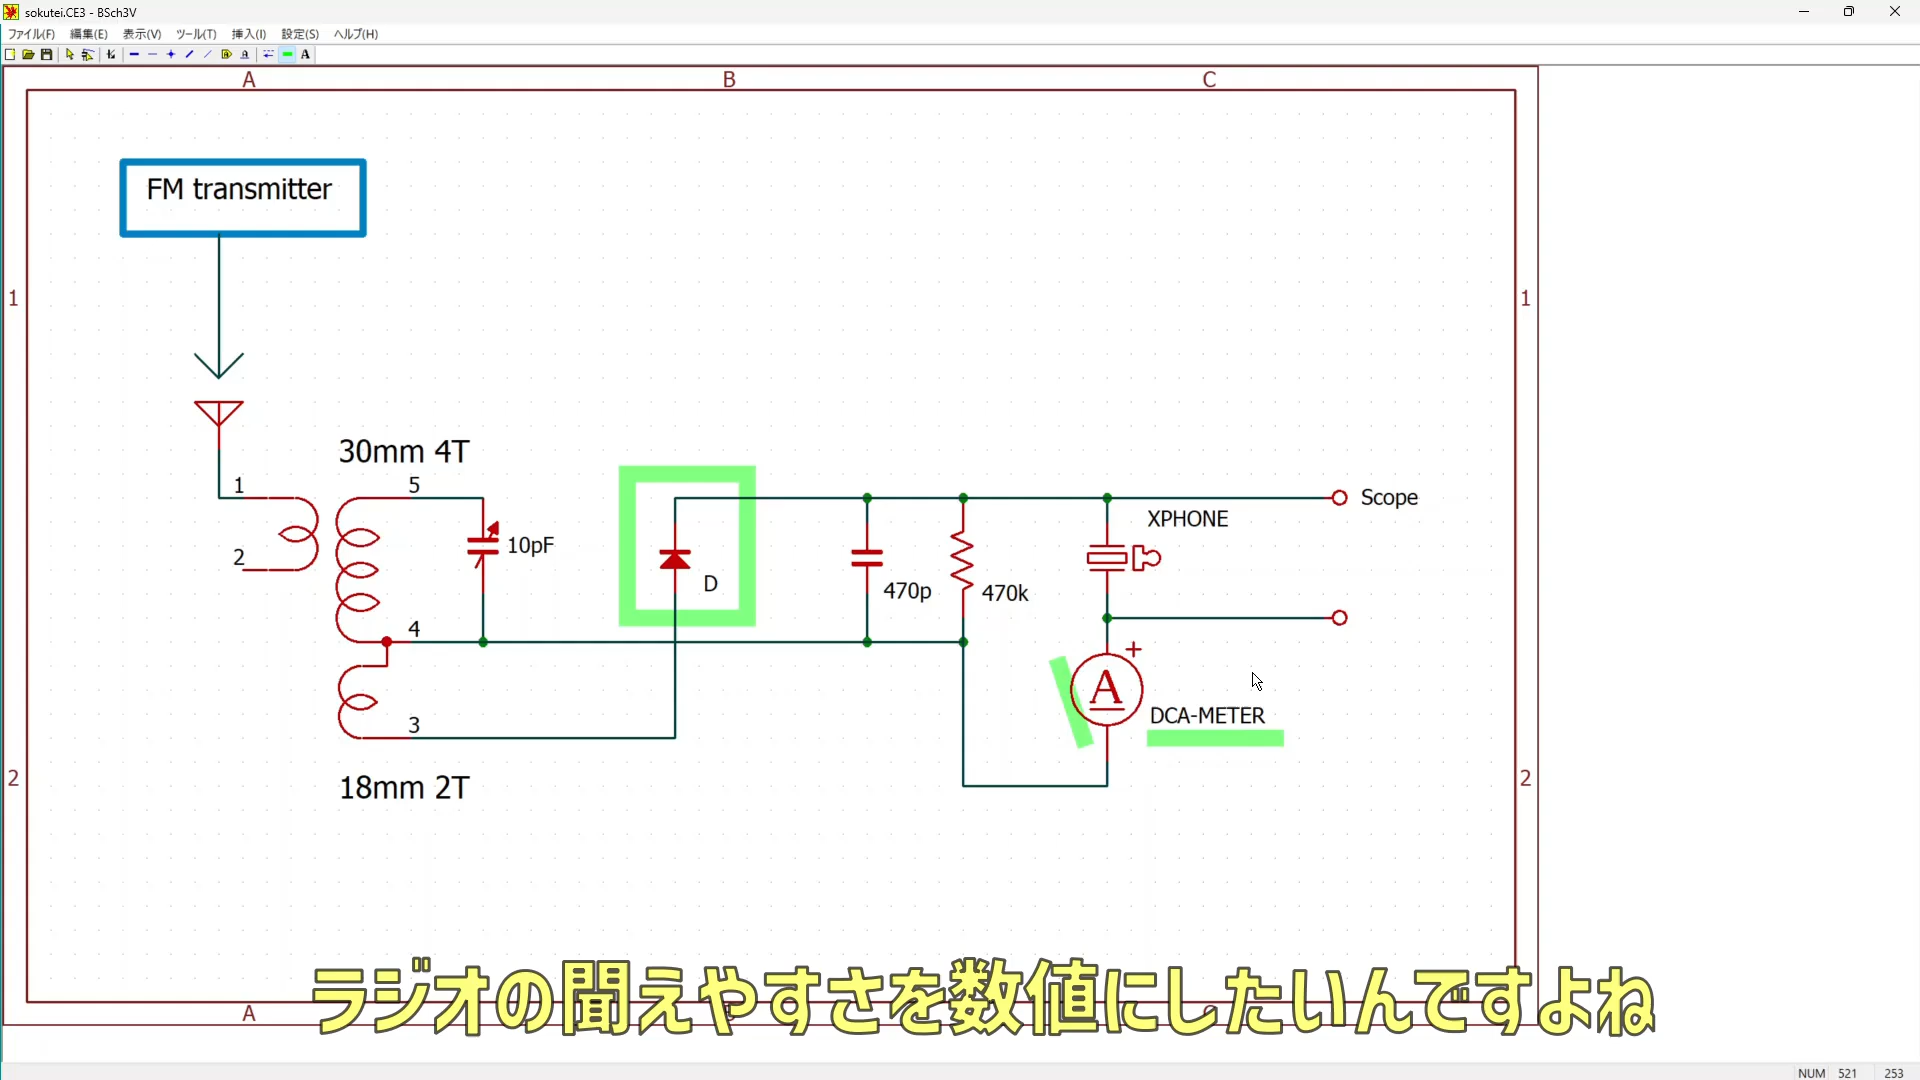 sokutei.CE3 - BSch3V
ファイル(F) 編集(E) 表示(V) ツール(T) 挿入(I) 設定(S) ヘルプ(H)
A
A B C
FM transmitter
1 1
30mm 4T
1 5
Scope
XPHONE
10pF
2
D
470p
470k
4
+
A
DCA-METER
3
2 2
18mm 2T
ラジオの聞えやすさを数値にしたいんですよね
A
NUM 521 253